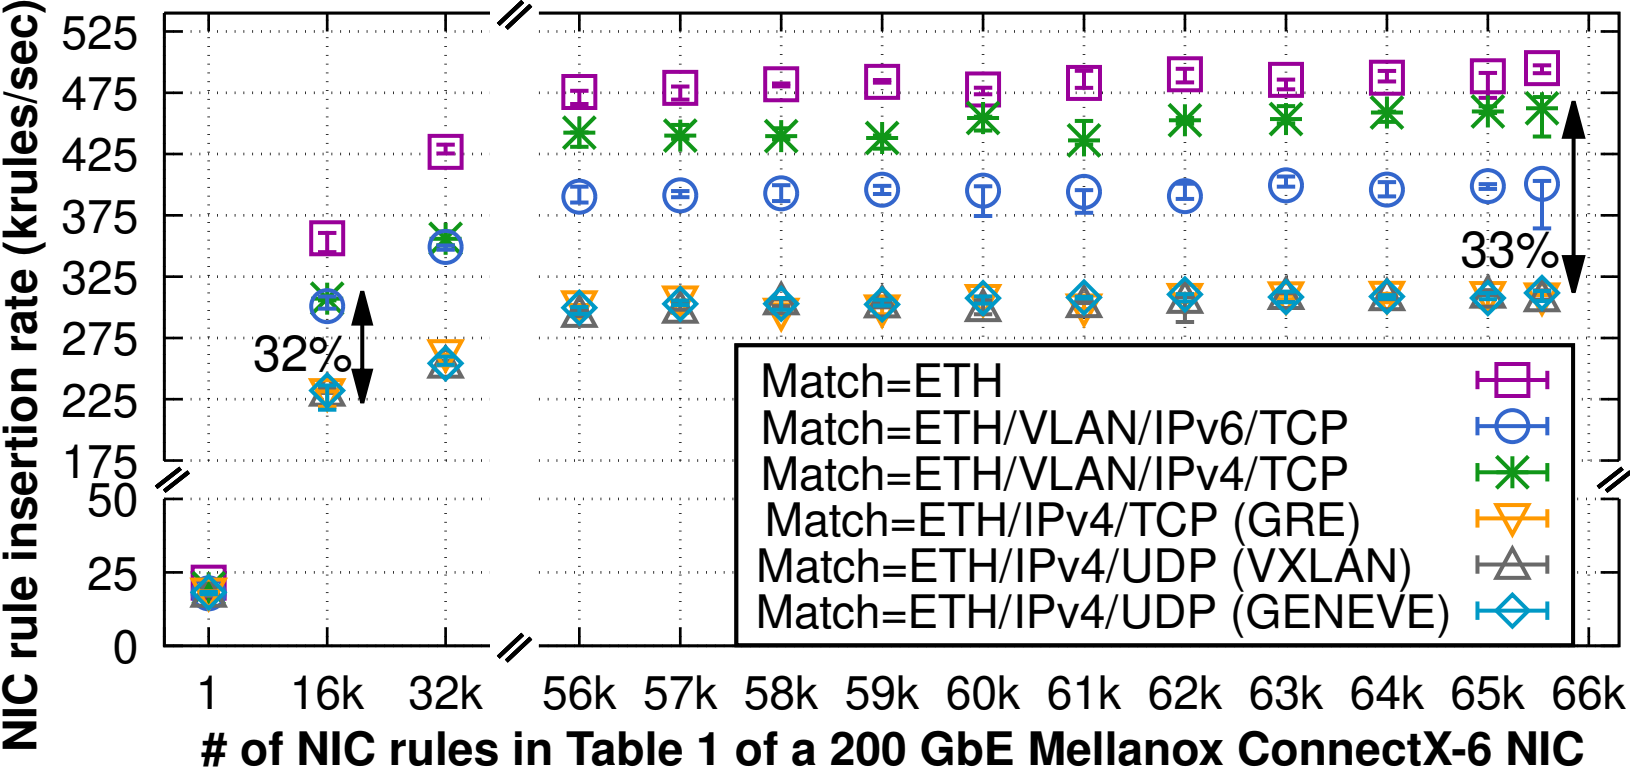 NIC rule insertion rate (krules/sec)
525
475
425
375
325
275
225
175
50
25
0
32%
33%
Match=ETH
Match=ETH/VLAN/IPv6/TCP
Match=ETH/VLAN/IPv4/TCP
Match=ETH/IPv4/TCP (GRE)
Match=ETH/IPv4/UDP (VXLAN)
Match=ETH/IPv4/UDP (GENEVE)
1 16k 32k 56k 57k 58k 59k 60k 61k 62k 63k 64k 65k 66k
# of NIC rules in Table 1 of a 200 GbE Mellanox ConnectX-6 NIC